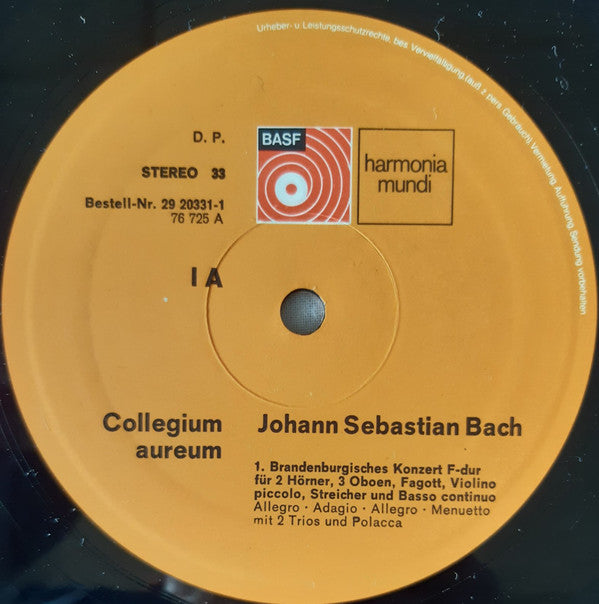 Urheber- u. Leistungsschutzrechte, bes. Vervielfältigung (auß z. pers. Gebrauch), Vermietung, Aufführung, Sendung vorbehalten
D. P.
BASF
harmonia
mundi
STEREO 33
Bestell-Nr. 29 20331-1
76 725 A
I A
Collegium
aureum
Johann Sebastian Bach
1. Brandenburgisches Konzert F-dur
für 2 Hörner, 3 Oboen, Fagott, Violino
piccolo, Streicher und Basso continuo
Allegro · Adagio · Allegro · Menuetto
mit 2 Trios und Polacca